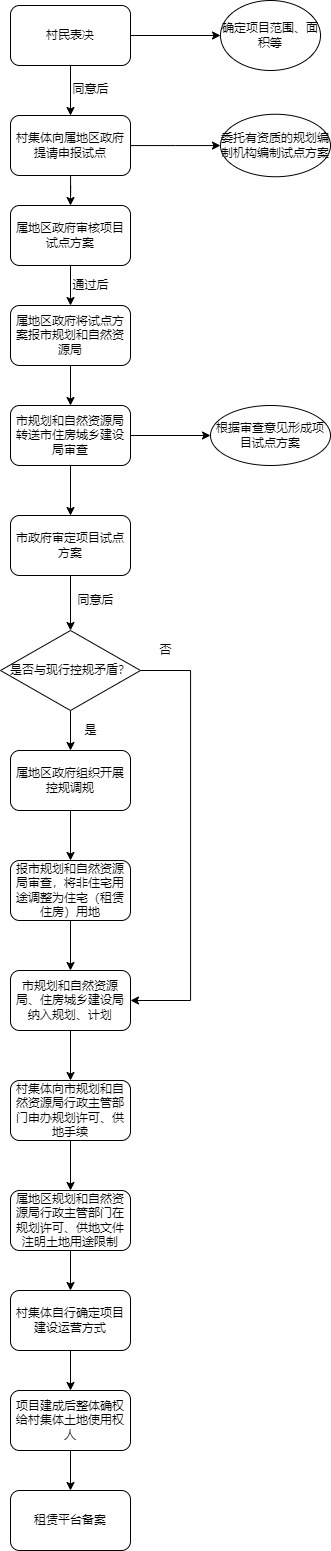 村民表决
确定项目范围、面
积等
同意后
村集体向属地区政府
提请申报试点
委托有资质的规划编
制机构编制试点方案
属地区政府审核项目
试点方案
通过后
属地区政府将试点方
案报市规划和自然资
源局
市规划和自然资源局
转送市住房城乡建设
局审查
根据审查意见形成项
目试点方案
市政府审定项目试点
方案
同意后
是否与现行控规矛盾?
否
是
属地区政府组织开展
控规调规
报市规划和自然资源
局审查，将非住宅用
途调整为住宅（租赁
住房）用地
市规划和自然资源
局、住房城乡建设局
纳入规划、计划
村集体向市规划和自
然资源局行政主管部
门申办规划许可、供
地手续
属地区规划和自然资
源局行政主管部门在
规划许可、供地文件
注明土地用途限制
村集体自行确定项目
建设运营方式
项目建成后整体确权
给村集体土地使用权
人
租赁平台备案